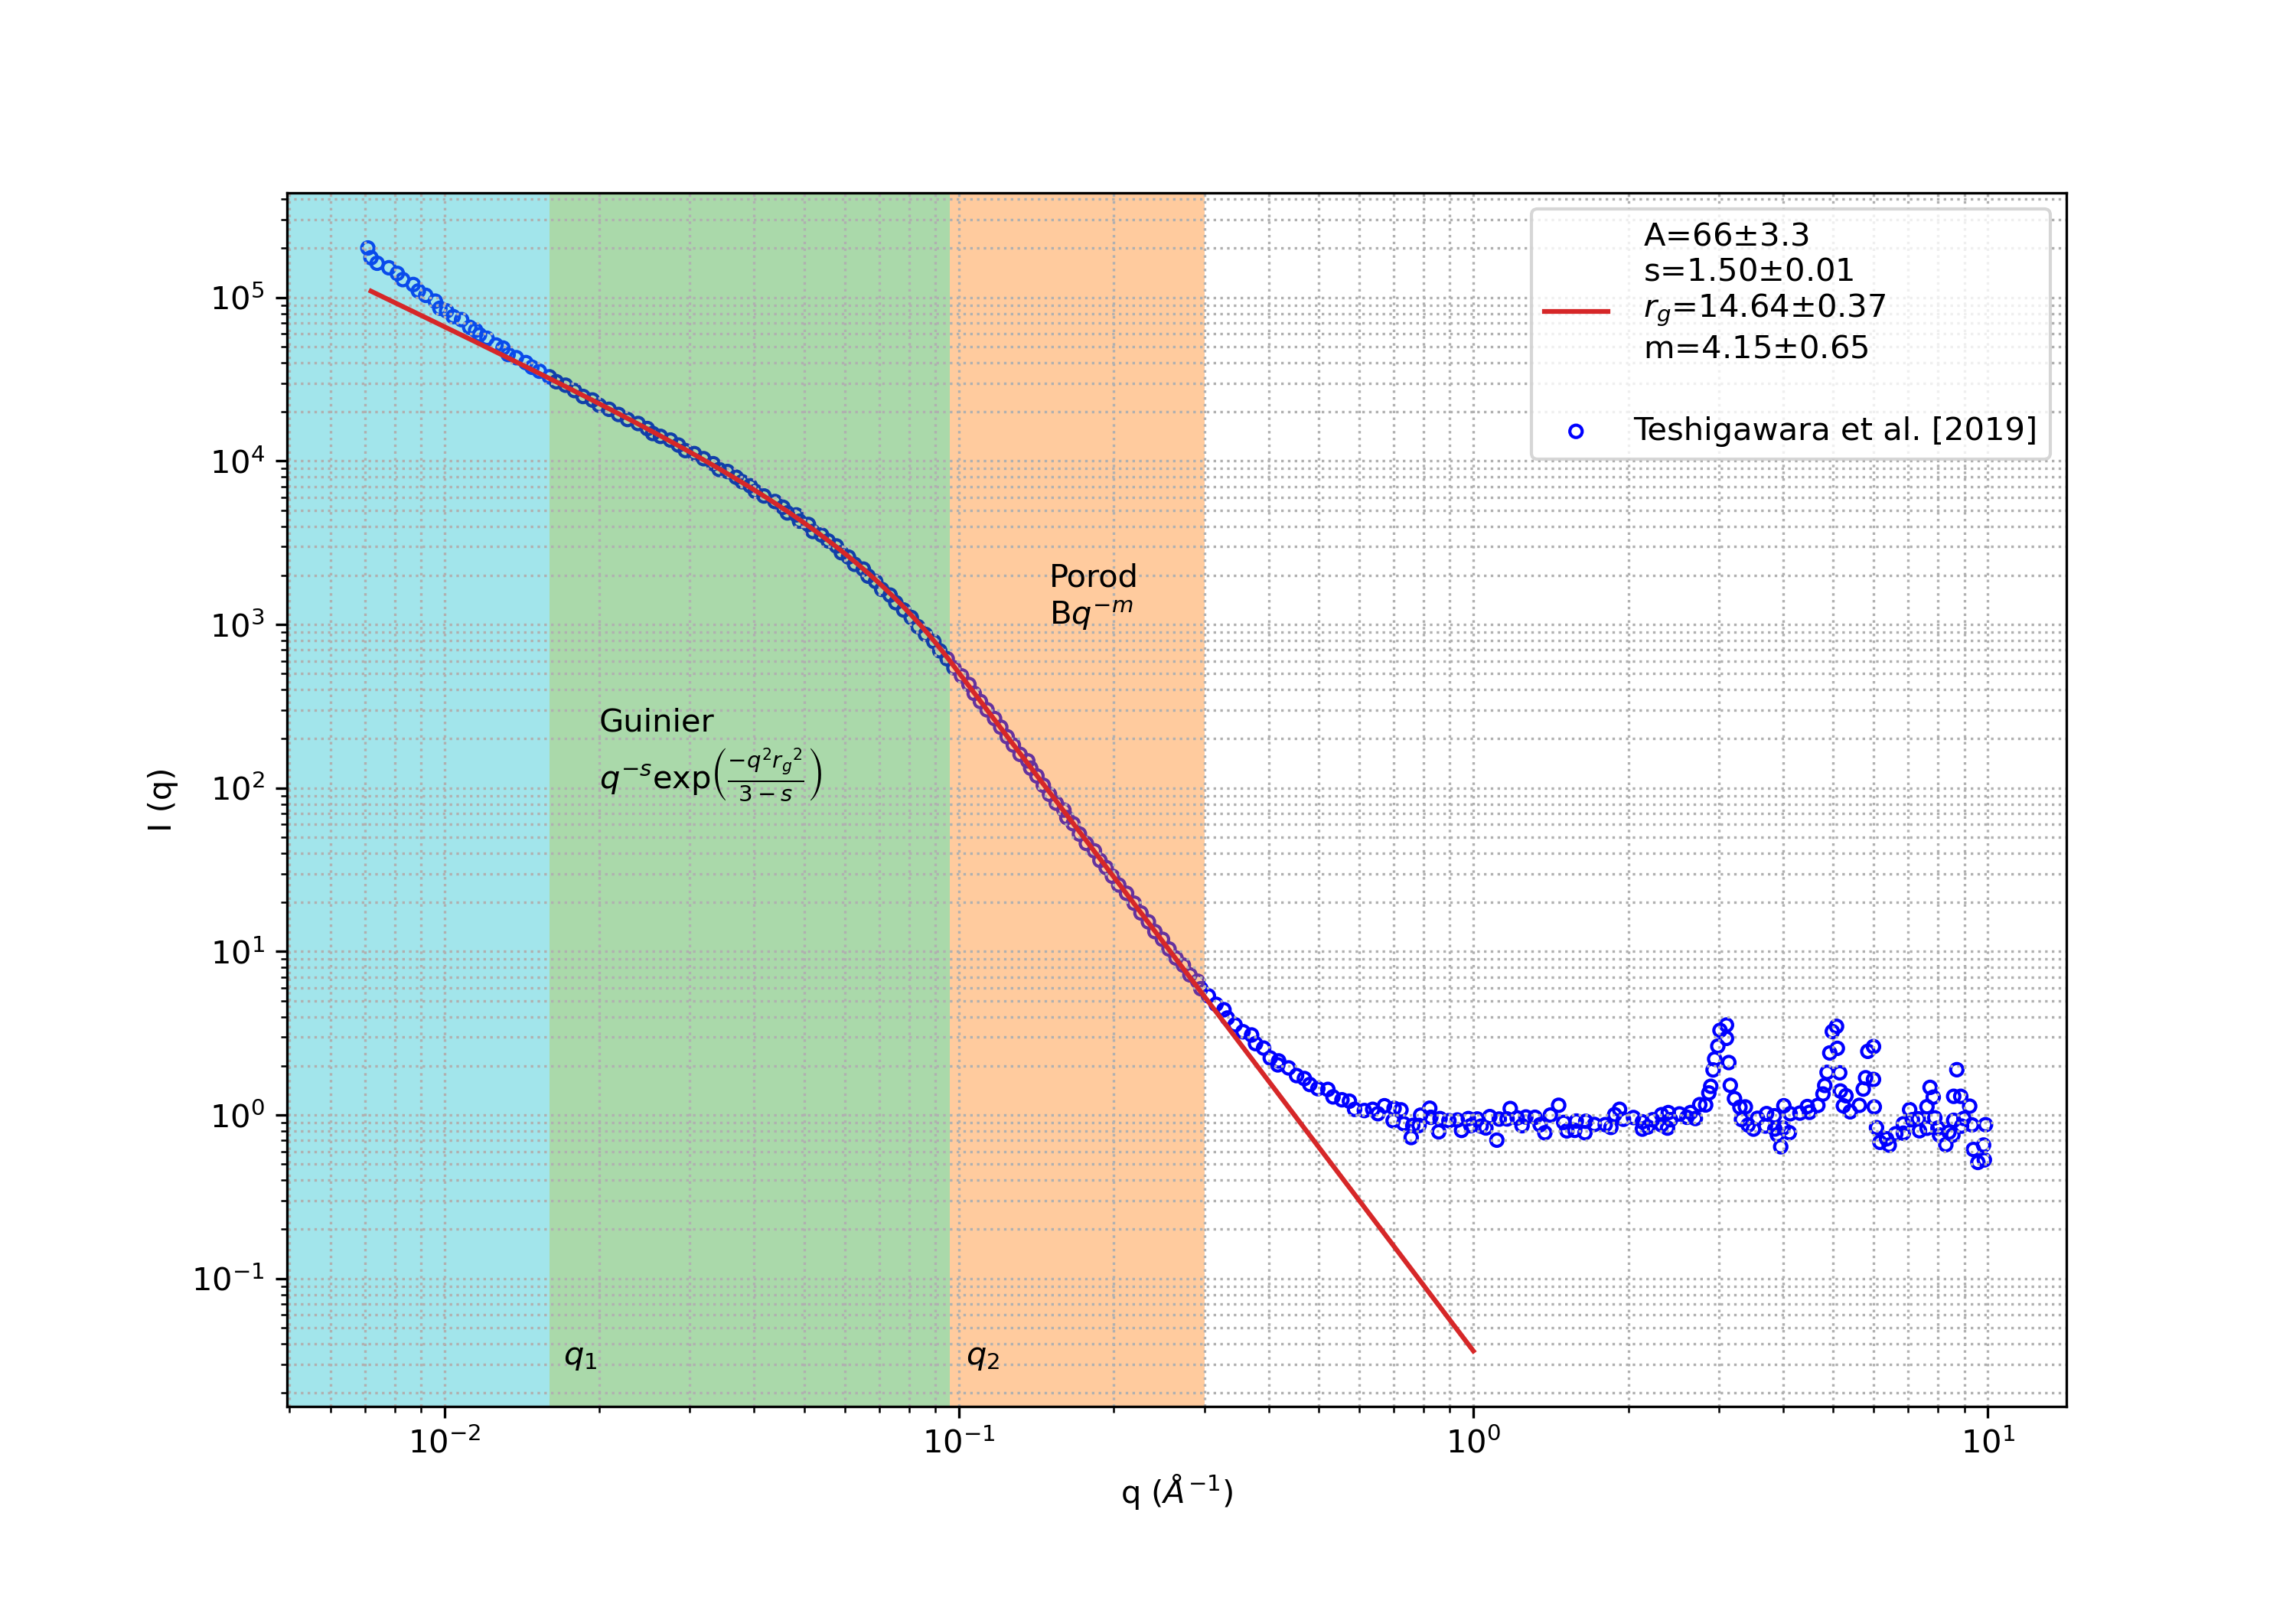 A=66±3.3
s=1.50±0.01
r_g=14.64±0.37
m=4.15±0.65
Teshigawara et al. [2019]
10^5
10^4
10^3
10^2
10^1
10^0
10^{-1}
I (q)
Porod
Bq^{-m}
Guinier
q^{-s}exp(\frac{-q^2 r_g^2}{3-s})
q_1
q_2
10^{-2}
10^{-1}
10^0
10^1
q (Å^{-1})